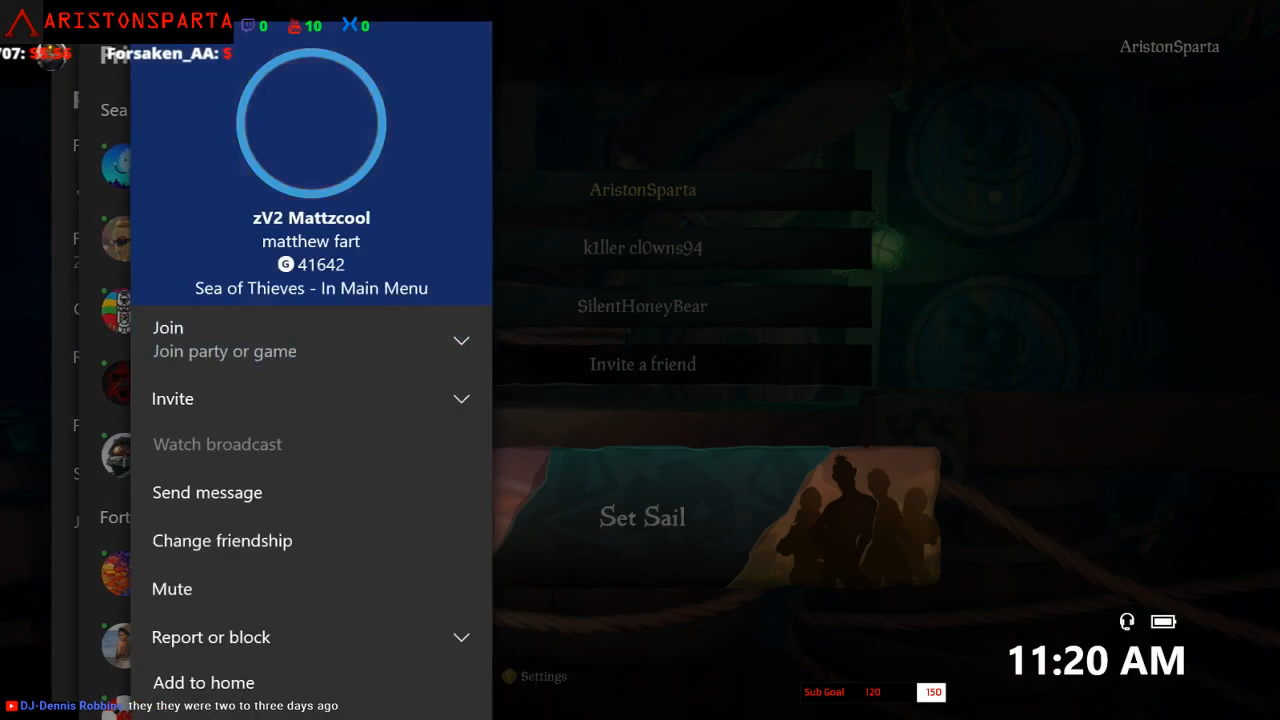 ARISTONSPARTA
0 10 0
/07: Forsaken_AA: $
AristonSparta
Sea
zV2 Mattzcool
matthew fart
G 41642
Sea of Thieves - In Main Menu
Join
Join party or game
Invite
Watch broadcast
Send message
Change friendship
Mute
Report or block
Add to home
Fort
AristonSparta
k1ller cl0wns94
SilentHoneyBear
Invite a friend
Set Sail
Y Settings
11:20 AM
Sub Goal 120 150
DJ-Dennis Robbins they they were two to three days ago